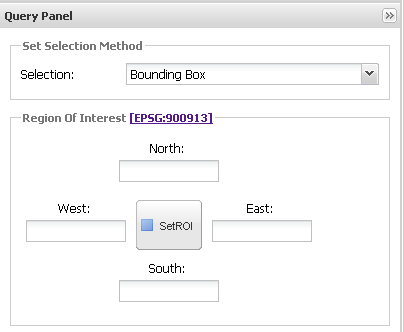 Query Panel
Set Selection Method
Selection:
Bounding Box
Region Of Interest [EPSG:900913]
North:
West:
SetROI
East:
South: